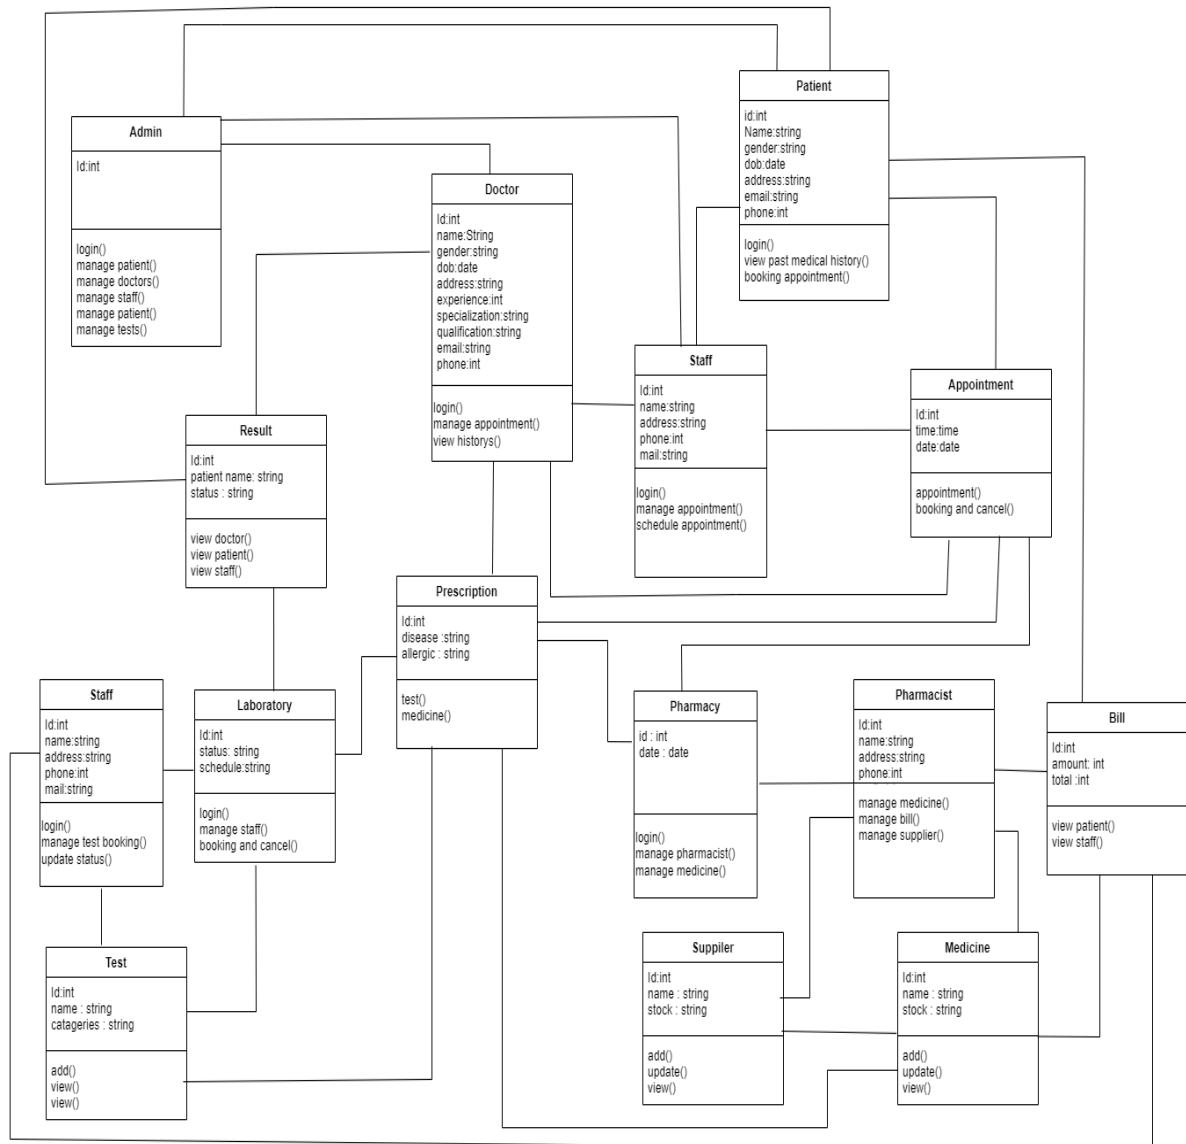 Patient
id:int
Name:string
gender:string
dob:date
address:string
email:string
phone:int
login()
view past medical history()
booking appointment()
Admin
Id:int
login()
manage patient()
manage doctors()
manage staff()
manage patient()
manage tests()
Doctor
Id:int
name:String
gender:string
dob:date
address:string
experience:int
specialization:string
qualification:string
email:string
phone:int
login()
manage appointment()
view historys()
Staff
Id:int
name:string
address:string
phone:int
mail:string
login()
manage appointment()
schedule appointment()
Appointment
Id:int
time:time
date:date
appointment()
booking and cancel()
Result
Id:int
patient name: string
status : string
view doctor()
view patient()
view staff()
Prescription
Id:int
disease :string
allergic : string
test()
medicine()
Staff
Id:int
name:string
address:string
phone:int
mail:string
login()
manage test booking()
update status()
Laboratory
Id:int
status: string
schedule:string
login()
manage staff()
booking and cancel()
Pharmacy
id : int
date : date
login()
manage pharmacist()
manage medicine()
Pharmacist
Id:int
name:string
address:string
phone:int
manage medicine()
manage bill()
manage supplier()
Bill
Id:int
amount: int
total :int
view patient()
view staff()
Test
Id:int
name : string
catageries : string
add()
view()
view()
Suppiler
Id:int
name : string
stock : string
add()
update()
view()
Medicine
Id:int
name : string
stock : string
add()
update()
view()